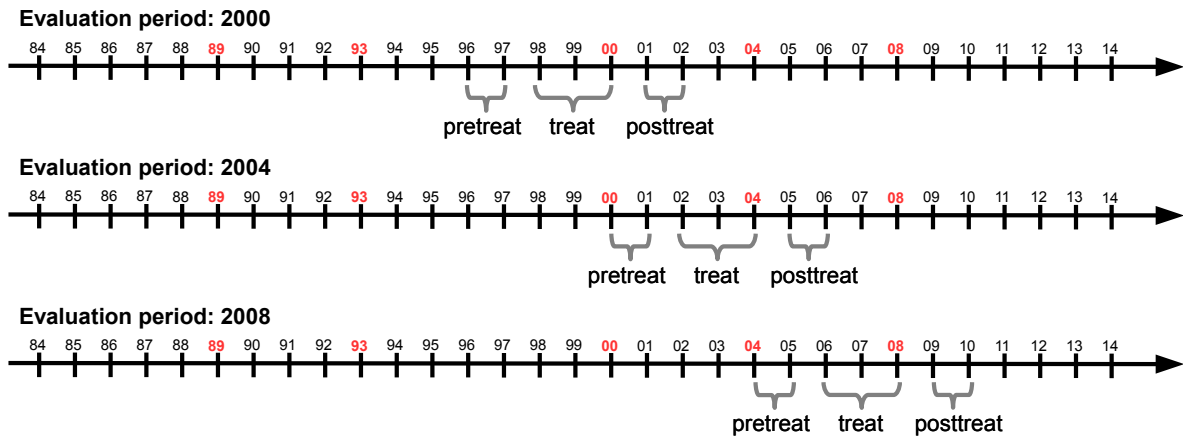 Evaluation period: 2000
84 85 86 87 88 89 90 91 92 93 94 95 96 97 98 99 00 01 02 03 04 05 06 07 08 09 10 11 12 13 14
pretreat treat posttreat
Evaluation period: 2004
84 85 86 87 88 89 90 91 92 93 94 95 96 97 98 99 00 01 02 03 04 05 06 07 08 09 10 11 12 13 14
pretreat treat posttreat
Evaluation period: 2008
84 85 86 87 88 89 90 91 92 93 94 95 96 97 98 99 00 01 02 03 04 05 06 07 08 09 10 11 12 13 14
pretreat treat posttreat